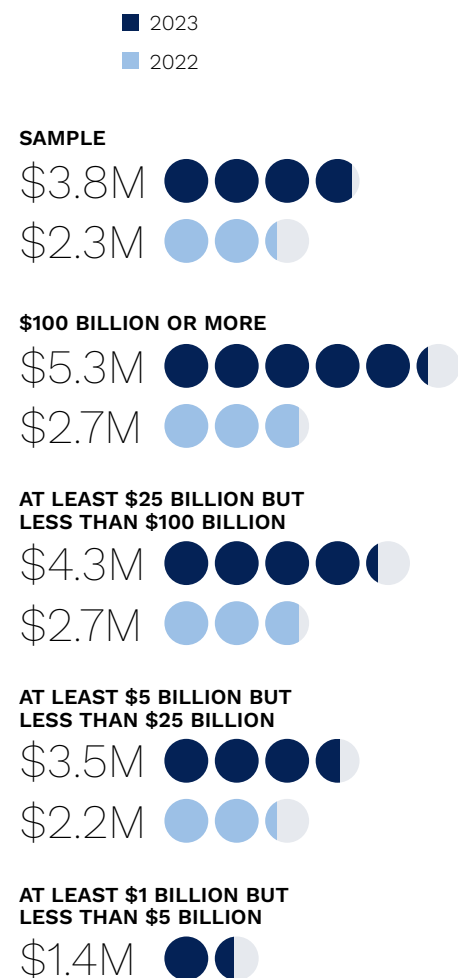 2023
2022
SAMPLE
$3.8M
$2.3M
$100 BILLION OR MORE
$5.3M
$2.7M
AT LEAST $25 BILLION BUT
LESS THAN $100 BILLION
$4.3M
$2.7M
AT LEAST $5 BILLION BUT
LESS THAN $25 BILLION
$3.5M
$2.2M
AT LEAST $1 BILLION BUT
LESS THAN $5 BILLION
$1.4M